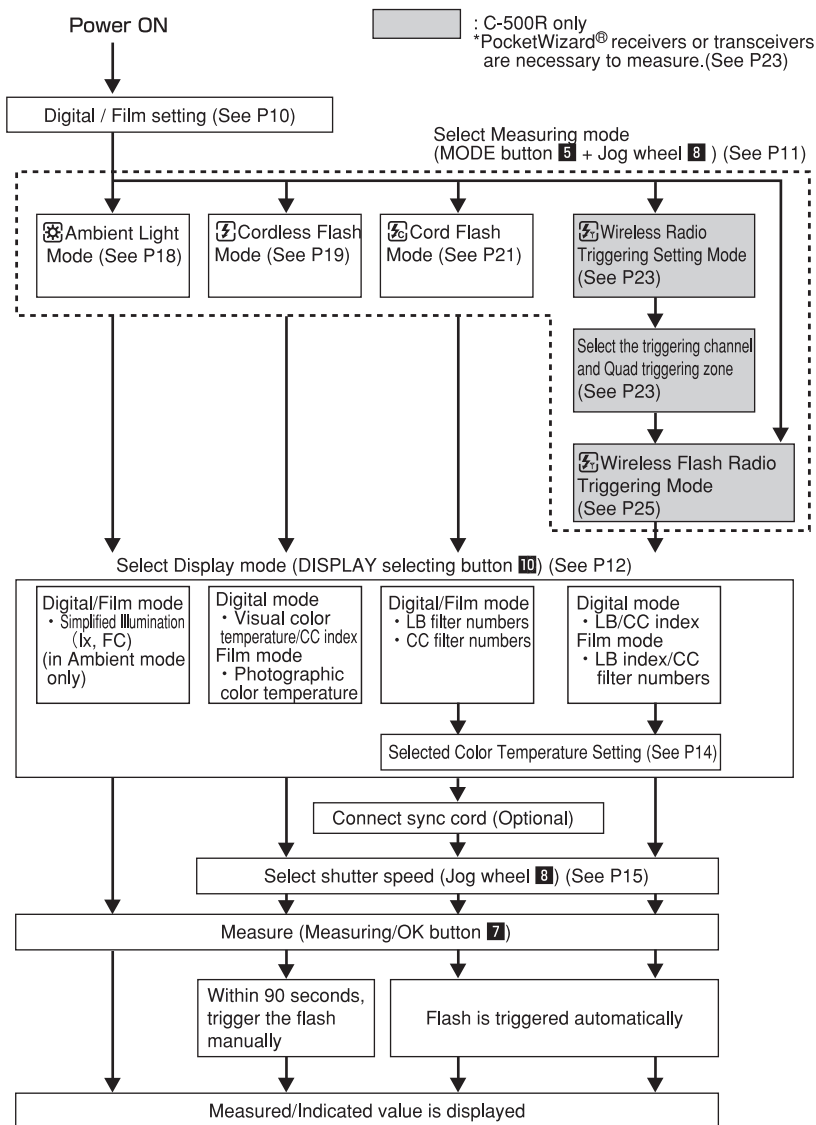 Power ON
: C-500R only
*PocketWizard® receivers or transceivers
are necessary to measure.(See P23)
Digital / Film setting (See P10)
Select Measuring mode
(MODE button 5 + Jog wheel 8 ) (See P11)
Ambient Light
Mode (See P18)
Cordless Flash
Mode (See P19)
C Cord Flash
Mode (See P21)
Wireless Radio
Triggering Setting Mode
(See P23)
Select the triggering channel
and Quad triggering zone
(See P23)
Wireless Flash Radio
Triggering Mode
(See P25)
Select Display mode (DISPLAY selecting button 10) (See P12)
Digital/Film mode
・ Simplified Illumination
(lx, FC)
(in Ambient mode
only)
Digital mode
・ Visual color
temperature/CC index
Film mode
・ Photographic
color temperature
Digital/Film mode
・ LB filter numbers
・ CC filter numbers
Digital mode
・ LB/CC index
Film mode
・ LB index/CC
filter numbers
Selected Color Temperature Setting (See P14)
Connect sync cord (Optional)
Select shutter speed (Jog wheel 8) (See P15)
Measure (Measuring/OK button 7)
Within 90 seconds,
trigger the flash
manually
Flash is triggered automatically
Measured/Indicated value is displayed